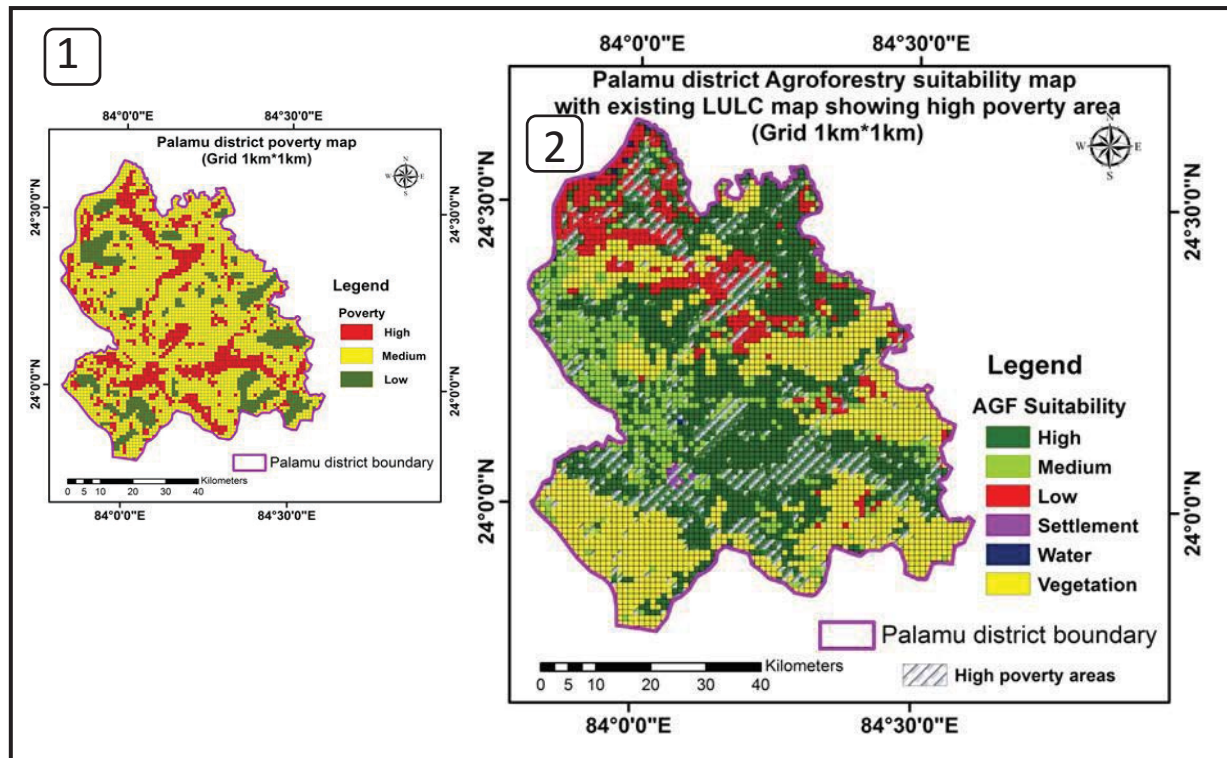 1
84°0'0"E 84°30'0"E
Palamu district poverty map
(Grid 1km*1km)
N
W E
S
24°30'0"N
24°30'0"N
24°0'0"N
24°0'0"N
Legend
Poverty
High
Medium
Low
Palamu district boundary
Kilometers
0 5 10 20 30 40
84°0'0"E 84°30'0"E
84°0'0"E 84°30'0"E
Palamu district Agroforestry suitability map
with existing LULC map showing high poverty area
(Grid 1km*1km)
2
N
W E
S
24°30'0"N
24°30'0"N
24°0'0"N
24°0'0"N
Legend
AGF Suitability
High
Medium
Low
Settlement
Water
Vegetation
Palamu district boundary
High poverty areas
Kilometers
0 5 10 20 30 40
84°0'0"E 84°30'0"E